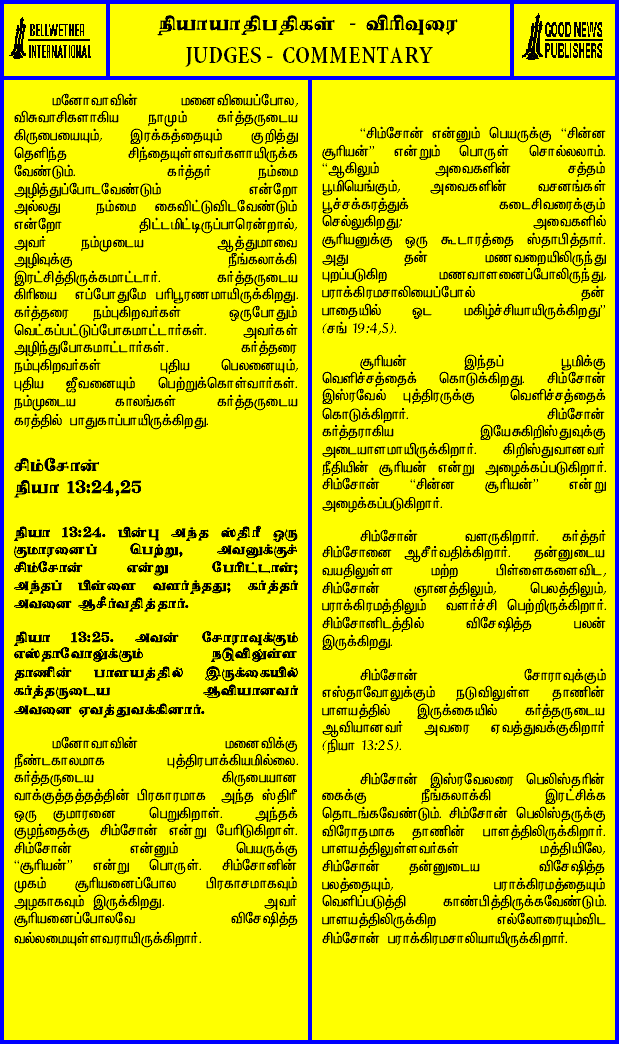 BELLWETHER
INTERNATIONAL
நியாயாதிபதிகள் - விரிவுரை
JUDGES - COMMENTARY
GOOD NEWS
PUBLISHERS
மனோவாவின் மனைவியைப்போல,
விசுவாசிகளாகிய நாமும் கர்த்தருடைய
கிருபையையும், இரக்கத்தையும் குறித்து
தெளிந்த சிந்தையுள்ளவர்களாயிருக்க
வேண்டும். கர்த்தர் நம்மை
அழித்துப்போடவேண்டும் என்றோ
அல்லது நம்மை கைவிட்டுவிடவேண்டும்
என்றோ திட்டமிட்டிருப்பாரென்றால்,
அவர் நம்முடைய ஆத்துமாவை
அழிவுக்கு நீங்கலாக்கி
இரட்சித்திருக்கமாட்டார். கர்த்தருடைய
கிரியை எப்போதுமே பரிபூரணமாயிருக்கிறது.
கர்த்தரை நம்புகிறவர்கள் ஒருபோதும்
வெட்கப்பட்டுப்போகமாட்டார்கள். அவர்கள்
அழிந்துபோகமாட்டார்கள். கர்த்தரை
நம்புகிறவர்கள் புதிய பெலனையும்,
புதிய ஜீவனையும் பெற்றுக்கொள்வார்கள்.
நம்முடைய காலங்கள் கர்த்தருடைய
கரத்தில் பாதுகாப்பாயிருக்கிறது.
சிம்சோன்
நியா 13:24,25
நியா 13:24. பின்பு அந்த ஸ்திரீ ஒரு
குமாரனைப் பெற்று, அவனுக்குச்
சிம்சோன் என்று பேரிட்டாள்;
அந்தப் பிள்ளை வளர்ந்தது; கர்த்தர்
அவனை ஆசீர்வதித்தார்.
நியா 13:25. அவன் சோராவுக்கும்
எஸ்தாவோலுக்கும் நடுவிலுள்ள
தாணின் பாளயத்தில் இருக்கையில்
கர்த்தருடைய ஆவியானவர்
அவனை ஏவத்துவக்கினார்.
மனோவாவின் மனைவிக்கு
நீண்டகாலமாக புத்திரபாக்கியமில்லை.
கர்த்தருடைய கிருபையான
வாக்குத்தத்தத்தின் பிரகாரமாக அந்த ஸ்திரீ
ஒரு குமாரனை பெறுகிறாள். அந்தக்
குழந்தைக்கு சிம்சோன் என்று பேரிடுகிறாள்.
சிம்சோன் என்னும் பெயருக்கு
“சூரியன்” என்று பொருள். சிம்சோனின்
முகம் சூரியனைப்போல பிரகாசமாகவும்
அழகாகவும் இருக்கிறது. அவர்
சூரியனைப்போலவே விசேஷித்த
வல்லமையுள்ளவராயிருக்கிறார்.
“சிம்சோன் என்னும் பெயருக்கு “சின்ன
சூரியன்” என்றும் பொருள் சொல்லலாம்.
“ஆகிலும் அவைகளின் சத்தம்
பூமியெங்கும், அவைகளின் வசனங்கள்
பூச்சக்கரத்துக் கடைசிவரைக்கும்
செல்லுகிறது; அவைகளில்
சூரியனுக்கு ஒரு கூடாரத்தை ஸ்தாபித்தார்.
அது தன் மணவறையிலிருந்து
புறப்படுகிற மணவாளனைப்போலிருந்து,
பராக்கிரமசாலியைப்போல் தன்
பாதையில் ஓட மகிழ்ச்சியாயிருக்கிறது”
(சங் 19:4,5).
சூரியன் இந்தப் பூமிக்கு
வெளிச்சத்தைக் கொடுக்கிறது. சிம்சோன்
இஸ்ரவேல் புத்திரருக்கு வெளிச்சத்தைக்
கொடுக்கிறார். சிம்சோன்
கர்த்தராகிய இயேசுகிறிஸ்துவுக்கு
அடையாளமாயிருக்கிறார். கிறிஸ்துவானவர்
நீதியின் சூரியன் என்று அழைக்கப்படுகிறார்.
சிம்சோன் “சின்ன சூரியன்” என்று
அழைக்கப்படுகிறார்.
சிம்சோன் வளருகிறார். கர்த்தர்
சிம்சோனை ஆசீர்வதிக்கிறார். தன்னுடைய
வயதிலுள்ள மற்ற பிள்ளைகளைவிட,
சிம்சோன் ஞானத்திலும், பெலத்திலும்,
பராக்கிரமத்திலும் வளர்ச்சி பெற்றிருக்கிறார்.
சிம்சோனிடத்தில் விசேஷித்த பலன்
இருக்கிறது.
சிம்சோன் சோராவுக்கும்
எஸ்தாவோலுக்கும் நடுவிலுள்ள தாணின்
பாளயத்தில் இருக்கையில் கர்த்தருடைய
ஆவியானவர் அவரை ஏவத்துவக்குகிறார்
(நியா 13:25).
சிம்சோன் இஸ்ரவேலரை பெலிஸ்தரின்
கைக்கு நீங்கலாக்கி இரட்சிக்க
தொடங்கவேண்டும். சிம்சோன் பெலிஸ்தருக்கு
விரோதமாக தாணின் பாளத்திலிருக்கிறார்.
பாளயத்திலுள்ளவர்கள் மத்தியிலே,
சிம்சோன் தன்னுடைய விசேஷித்த
பலத்தையும், பராக்கிரமத்தையும்
வெளிப்படுத்தி காண்பித்திருக்கவேண்டும்.
பாளயத்திலிருக்கிற எல்லோரையும்விட
சிம்சோன் பராக்கிரமசாலியாயிருக்கிறார்.